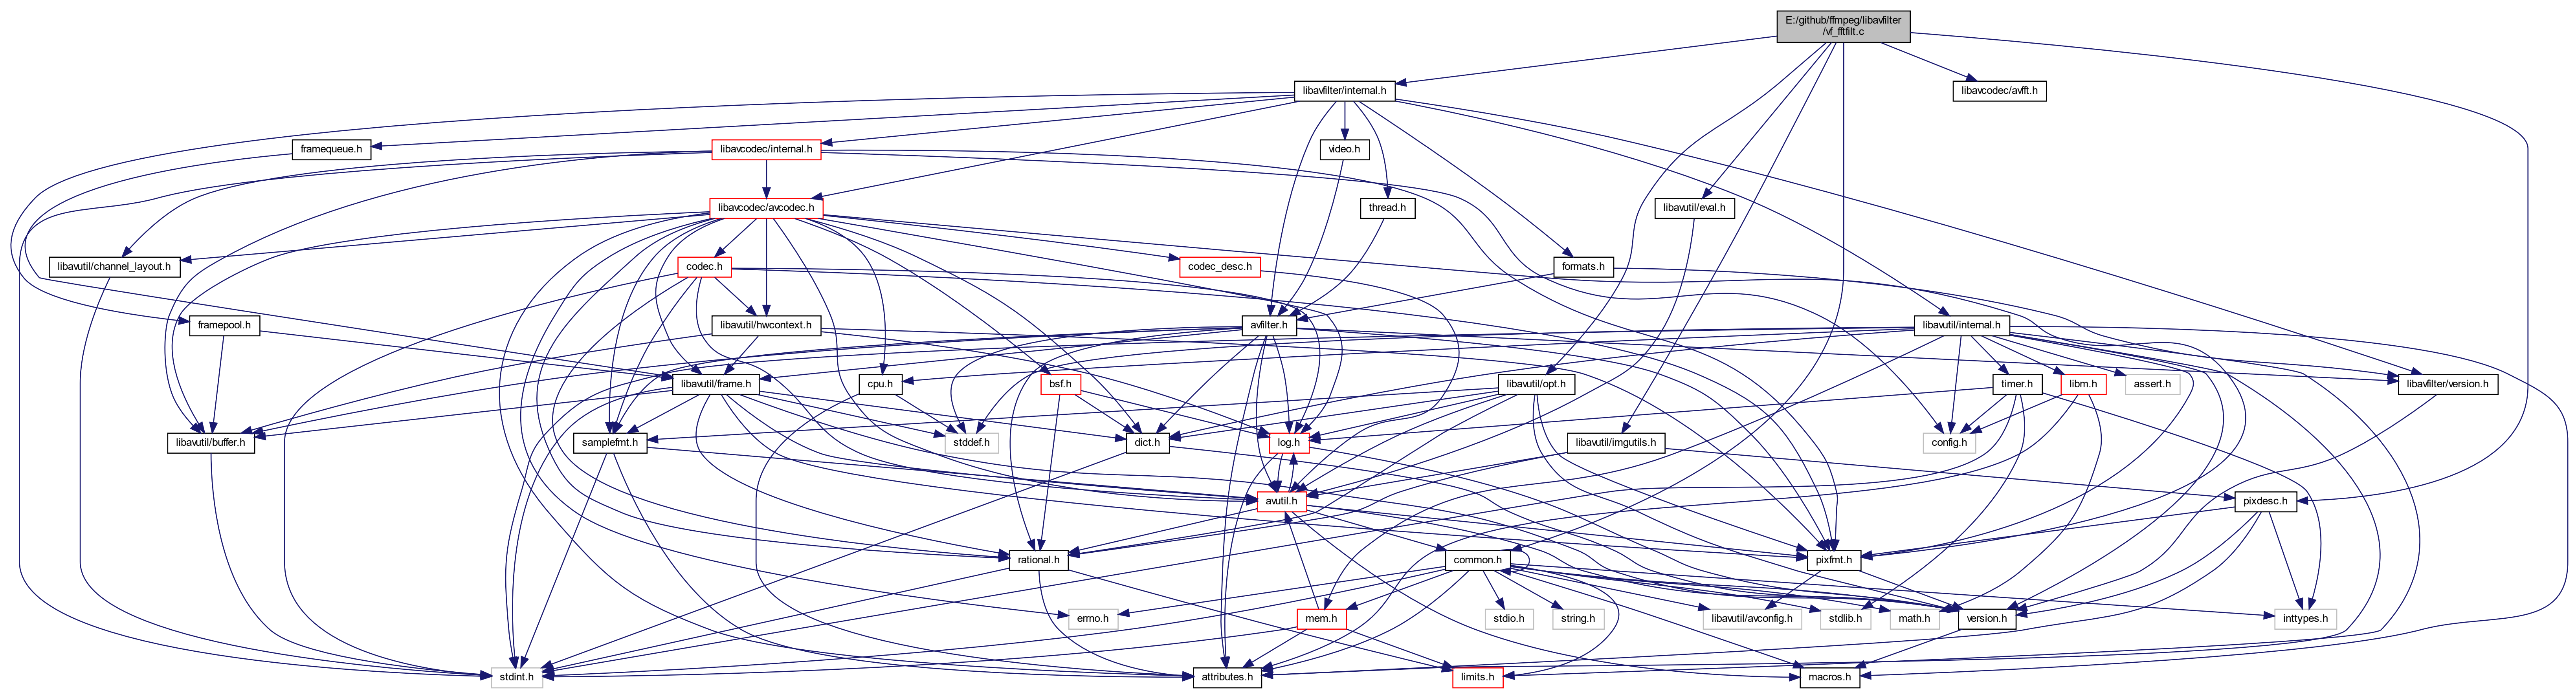 E:/github/ffmpeg/libavfilter
/vf_fftfilt.c
libavfilter/internal.h
libavcodec/avfft.h
framequeue.h
libavcodec/internal.h
video.h
libavcodec/avcodec.h
thread.h
libavutil/eval.h
libavutil/channel_layout.h
codec.h
codec_desc.h
formats.h
framepool.h
libavutil/hwcontext.h
avfilter.h
libavutil/internal.h
libavutil/frame.h
cpu.h
bsf.h
libavutil/opt.h
timer.h
libm.h
assert.h
libavfilter/version.h
libavutil/buffer.h
samplefmt.h
stddef.h
dict.h
log.h
libavutil/imgutils.h
config.h
avutil.h
pixdesc.h
rational.h
common.h
pixfmt.h
errno.h
mem.h
stdio.h
string.h
libavutil/avconfig.h
stdlib.h
math.h
version.h
inttypes.h
stdint.h
attributes.h
limits.h
macros.h